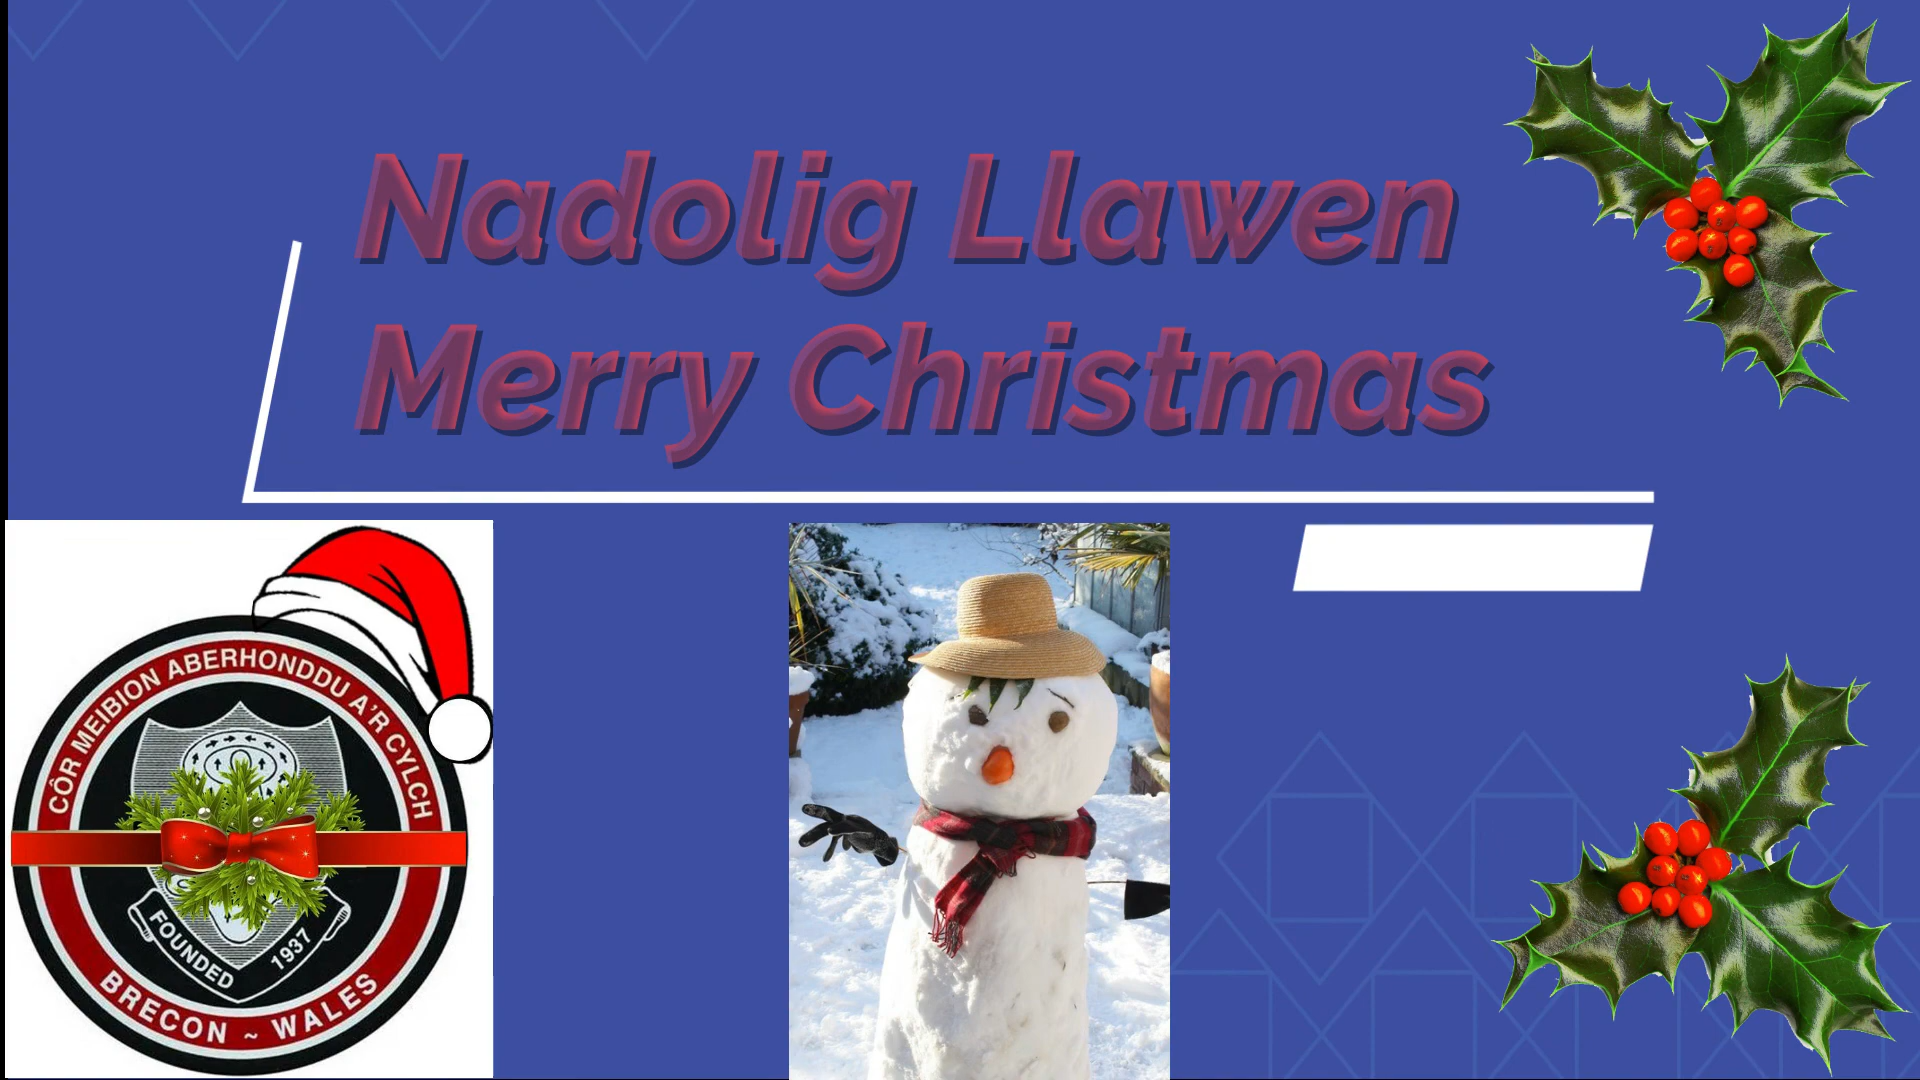 Nadolig Llawen
Merry Christmas
CÔR MEIBION ABERHONDDU A'R CYLCH
FOUNDED 1937
BRECON ~ WALES